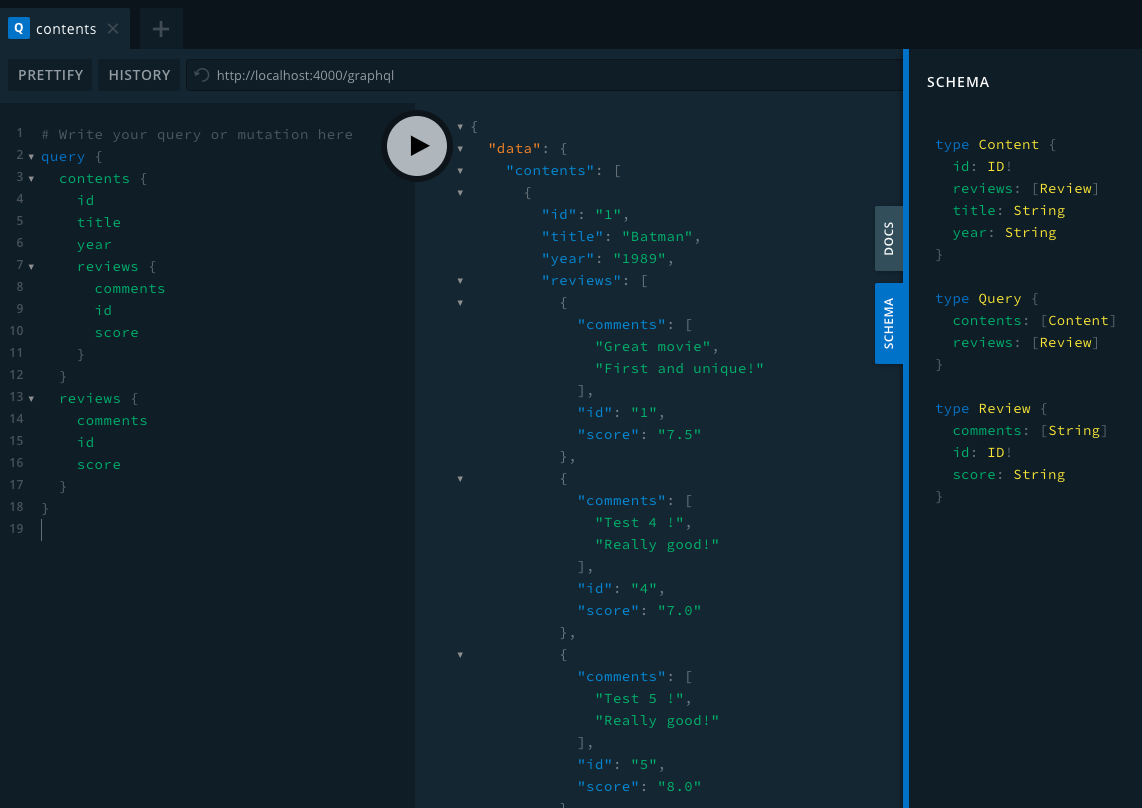 Q contents
PRETTIFY HISTORY http://localhost:4000/graphql
1 # Write your query or mutation here
2 query {
3 contents {
4 id
5 title
6 year
7 reviews {
8 comments
9 id
10 score
11 }
12 }
13 reviews {
14 comments
15 id
16 score
17 }
18 }
19
{
"data": {
"contents": [
{
"id": "1",
"title": "Batman",
"year": "1989",
"reviews": [
{
"comments": [
"Great movie",
"First and unique!"
],
"id": "1",
"score": "7.5"
},
{
"comments": [
"Test 4 !",
"Really good!"
],
"id": "4",
"score": "7.0"
},
{
"comments": [
"Test 5 !",
"Really good!"
],
"id": "5",
"score": "8.0"
}
DOCS
SCHEMA
SCHEMA
type Content {
id: ID!
reviews: [Review]
title: String
year: String
}
type Query {
contents: [Content]
reviews: [Review]
}
type Review {
comments: [String]
id: ID!
score: String
}